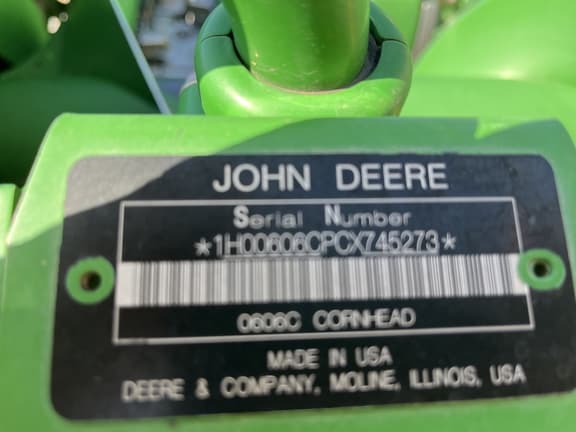 JOHN DEERE
Serial Number
*1H00606CPCX745273*
0606C CORNHEAD
MADE IN USA
DEERE & COMPANY, MOLINE, ILLINOIS, USA